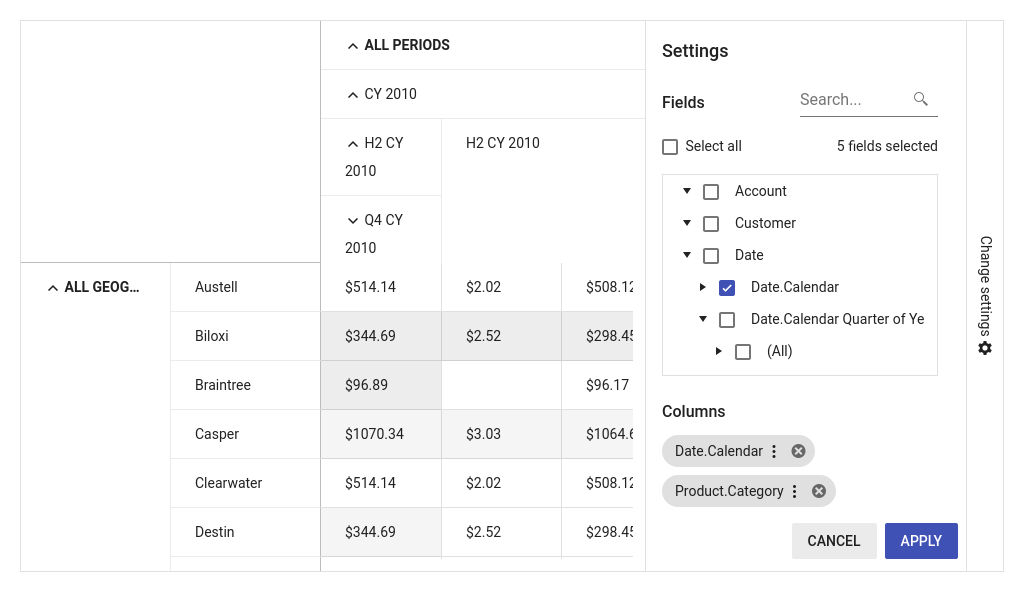 ALL PERIODS
CY 2010
H2 CY
2010
H2 CY 2010
Q4 CY
2010
ALL GEOG...
Austell
$514.14
$2.02
$508.12
Biloxi
$344.69
$2.52
$298.45
Braintree
$96.89
$96.17
Casper
$1070.34
$3.03
$1064.6
Clearwater
$514.14
$2.02
$508.12
Destin
$344.69
$2.52
$298.45
Settings
Fields
Search...
Select all
5 fields selected
Account
Customer
Date
Date.Calendar
Date.Calendar Quarter of Ye
(All)
Columns
Date.Calendar
Product.Category
CANCEL
APPLY
Change settings